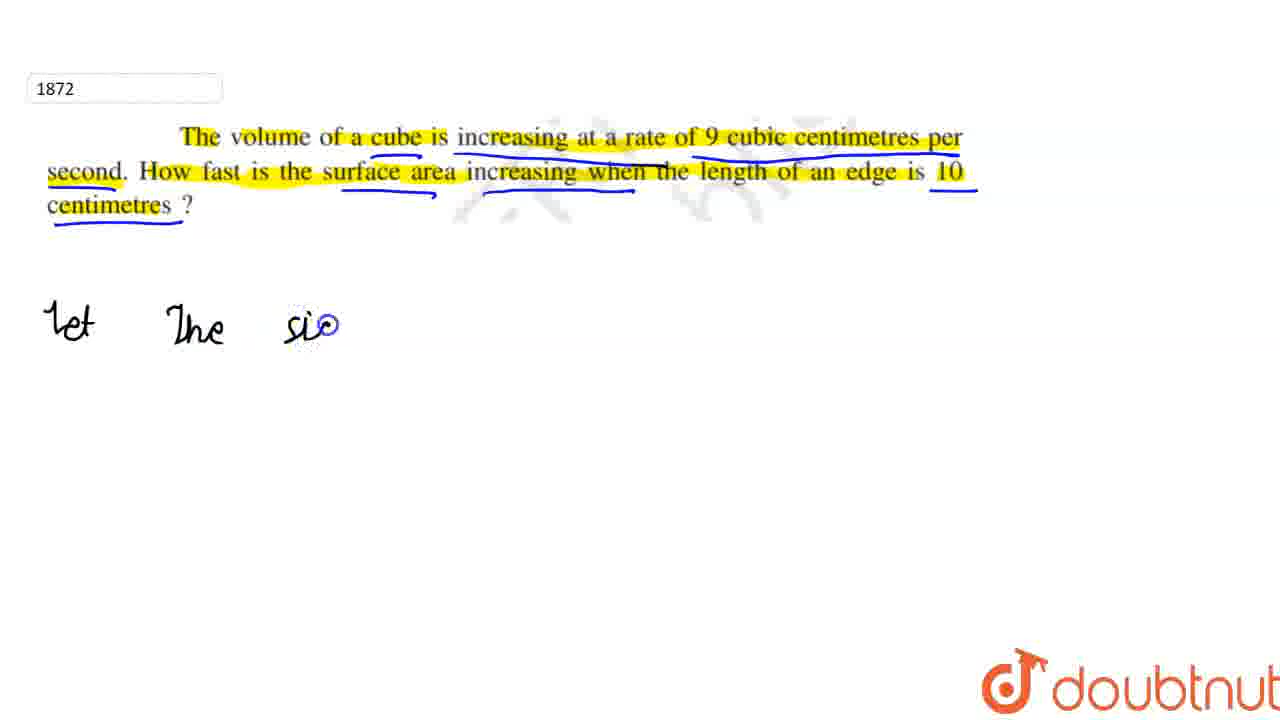 1872
The volume of a cube is increasing at a rate of 9 cubic centimetres per
second. How fast is the surface area increasing when the length of an edge is 10
centimetres ?
Let The
doubtnut